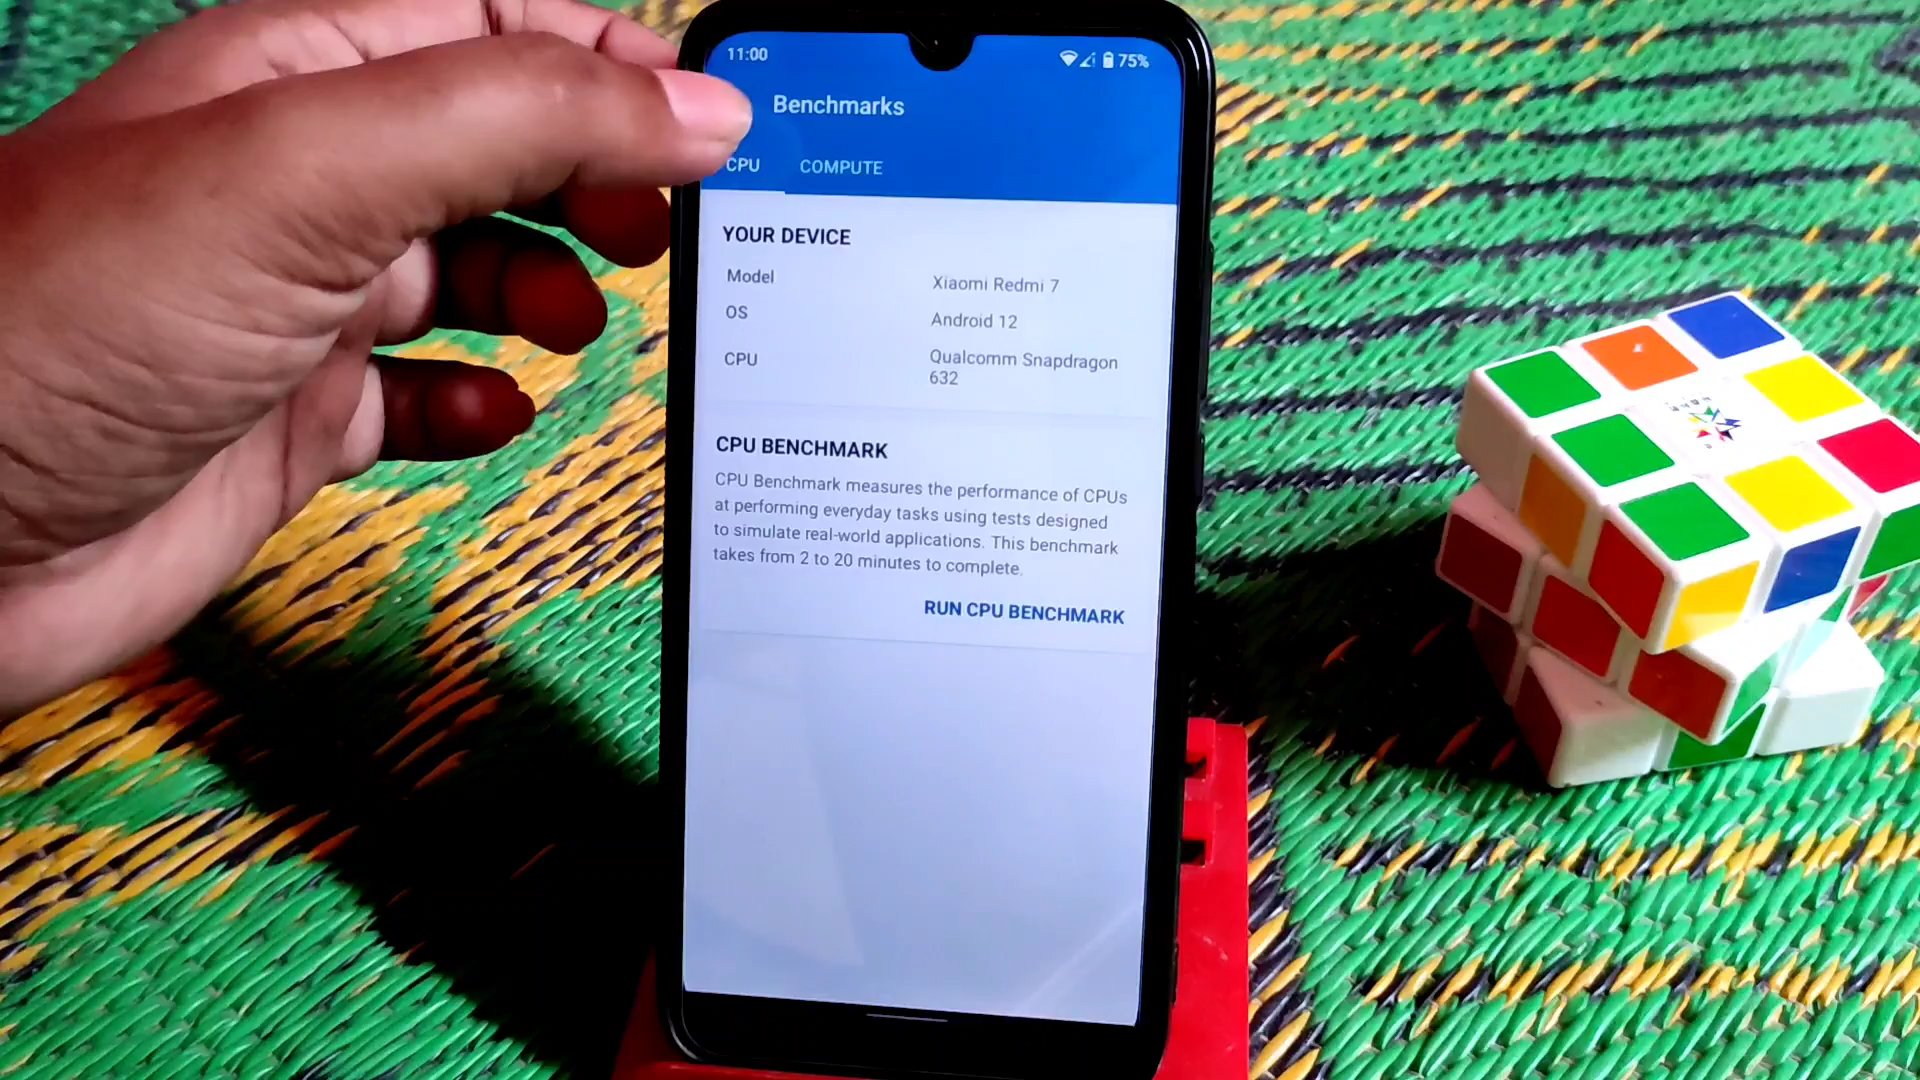 11:00
75%
Benchmarks
CPU COMPUTE
YOUR DEVICE
Model Xiaomi Redmi 7
OS Android 12
CPU Qualcomm Snapdragon
632
CPU BENCHMARK
CPU Benchmark measures the performance of CPUs
at performing everyday tasks using tests designed
to simulate real-world applications. This benchmark
takes from 2 to 20 minutes to complete.
RUN CPU BENCHMARK